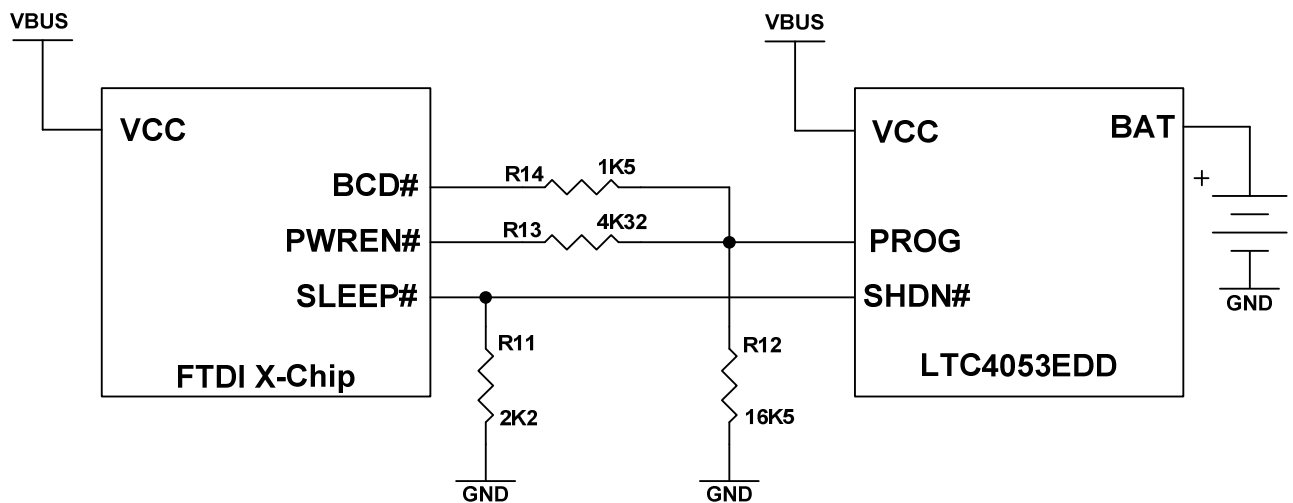 VBUS
VBUS
VCC
VCC
BAT
R14 1K5
BCD#
+
R13 4K32
PWREN#
PROG
SLEEP#
SHDN#
GND
R11
R12
FTDI X-Chip
LTC4053EDD
2K2
16K5
GND
GND